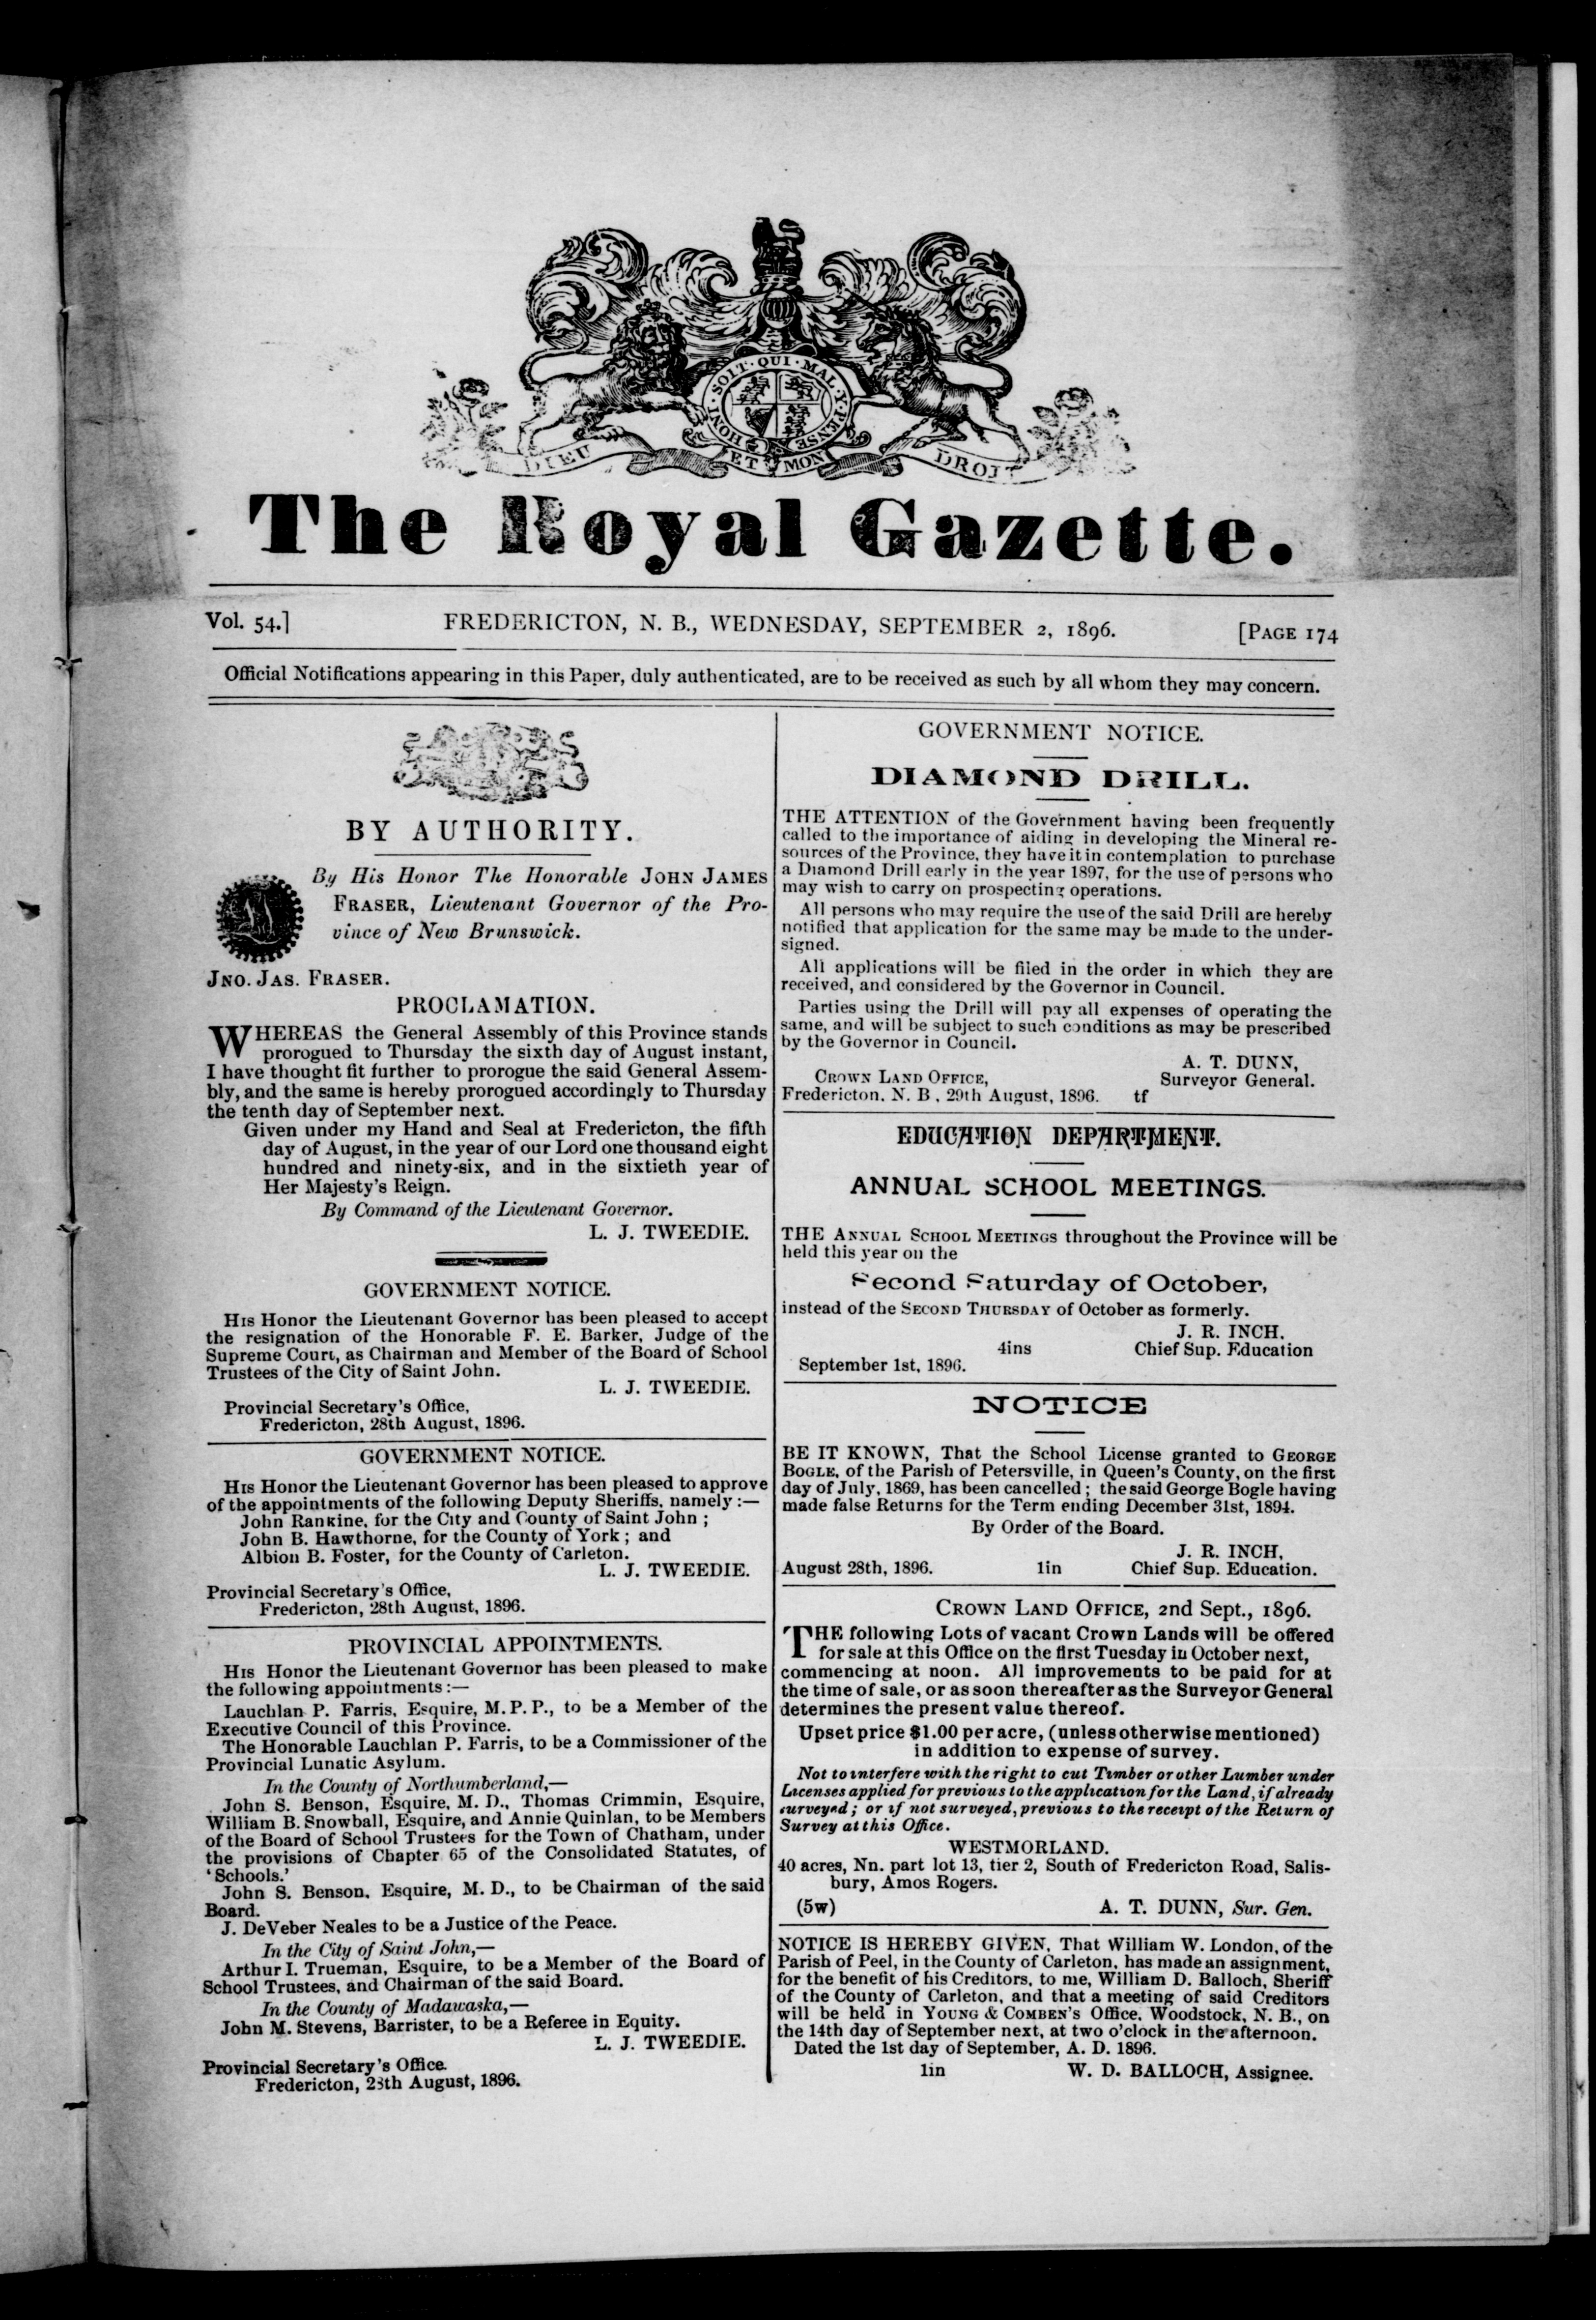 HONI · SOIT · QUI · MAL · Y · PENSE
DIEU ET MON DROIT
The Royal Gazette.
Vol. 54.] FREDERICTON, N. B., WEDNESDAY, SEPTEMBER 2, 1896. [PAGE 174
Official Notifications appearing in this Paper, duly authenticated, are to be received as such by all whom they may concern.
BY AUTHORITY.
By His Honor The Honorable JOHN JAMES
FRASER, Lieutenant Governor of the Pro-
vince of New Brunswick.
JNO. JAS. FRASER.
PROCLAMATION.
WHEREAS the General Assembly of this Province stands
prorogued to Thursday the sixth day of August instant,
I have thought fit further to prorogue the said General Assem-
bly, and the same is hereby prorogued accordingly to Thursday
the tenth day of September next.
Given under my Hand and Seal at Fredericton, the fifth
day of August, in the year of our Lord one thousand eight
hundred and ninety-six, and in the sixtieth year of
Her Majesty's Reign.
By Command of the Lieutenant Governor.
L. J. TWEEDIE.
GOVERNMENT NOTICE.
HIS Honor the Lieutenant Governor has been pleased to accept
the resignation of the Honorable F. E. Barker, Judge of the
Supreme Court, as Chairman and Member of the Board of School
Trustees of the City of Saint John.
L. J. TWEEDIE.
Provincial Secretary's Office,
Fredericton, 28th August, 1896.
GOVERNMENT NOTICE.
HIS Honor the Lieutenant Governor has been pleased to approve
of the appointments of the following Deputy Sheriffs, namely :—
John Rankine, for the City and County of Saint John ;
John B. Hawthorne, for the County of York ; and
Albion B. Foster, for the County of Carleton.
L. J. TWEEDIE.
Provincial Secretary's Office,
Fredericton, 28th August, 1896.
PROVINCIAL APPOINTMENTS.
HIS Honor the Lieutenant Governor has been pleased to make
the following appointments :—
Lauchlan P. Farris, Esquire, M. P. P., to be a Member of the
Executive Council of this Province.
The Honorable Lauchlan P. Farris, to be a Commissioner of the
Provincial Lunatic Asylum.
In the County of Northumberland,—
John S. Benson, Esquire, M. D., Thomas Crimmin, Esquire,
William B. Snowball, Esquire, and Annie Quinlan, to be Members
of the Board of School Trustees for the Town of Chatham, under
the provisions of Chapter 65 of the Consolidated Statutes, of
'Schools.'
John S. Benson, Esquire, M. D., to be Chairman of the said
Board.
J. DeVeber Neales to be a Justice of the Peace.
In the City of Saint John,—
Arthur I. Trueman, Esquire, to be a Member of the Board of
School Trustees, and Chairman of the said Board.
In the County of Madawaska,—
John M. Stevens, Barrister, to be a Referee in Equity.
L. J. TWEEDIE.
Provincial Secretary's Office.
Fredericton, 28th August, 1896.
GOVERNMENT NOTICE.
DIAMOND DRILL.
THE ATTENTION of the Government having been frequently
called to the importance of aiding in developing the Mineral re-
sources of the Province, they have it in contemplation to purchase
a Diamond Drill early in the year 1897, for the use of persons who
may wish to carry on prospecting operations.
All persons who may require the use of the said Drill are hereby
notified that application for the same may be made to the under-
signed.
All applications will be filed in the order in which they are
received, and considered by the Governor in Council.
Parties using the Drill will pay all expenses of operating the
same, and will be subject to such conditions as may be prescribed
by the Governor in Council.
A. T. DUNN,
CROWN LAND OFFICE, Surveyor General.
Fredericton, N. B , 29th August, 1896. tf
EDUCATION DEPARTMENT.
ANNUAL SCHOOL MEETINGS.
THE ANNUAL SCHOOL MEETINGS throughout the Province will be
held this year on the
Second Saturday of October,
instead of the SECOND THURSDAY of October as formerly.
J. R. INCH,
4ins Chief Sup. Education
September 1st, 1896.
NOTICE
BE IT KNOWN, That the School License granted to GEORGE
BOGLE, of the Parish of Petersville, in Queen's County, on the first
day of July, 1869, has been cancelled ; the said George Bogle having
made false Returns for the Term ending December 31st, 1894.
By Order of the Board.
J. R. INCH,
August 28th, 1896. 1in Chief Sup. Education.
CROWN LAND OFFICE, 2nd Sept., 1896.
THE following Lots of vacant Crown Lands will be offered
for sale at this Office on the first Tuesday in October next,
commencing at noon. All improvements to be paid for at
the time of sale, or as soon thereafter as the Surveyor General
determines the present value thereof.
Upset price $1.00 per acre, (unless otherwise mentioned)
in addition to expense of survey.
Not to interfere with the right to cut Timber or other Lumber under
Licenses applied for previous to the application for the Land, if already
surveyed ; or if not surveyed, previous to the receipt of the Return of
Survey at this Office.
WESTMORLAND.
40 acres, Nn. part lot 13, tier 2, South of Fredericton Road, Salis-
bury, Amos Rogers.
(5w) A. T. DUNN, Sur. Gen.
NOTICE IS HEREBY GIVEN, That William W. London, of the
Parish of Peel, in the County of Carleton, has made an assignment,
for the benefit of his Creditors, to me, William D. Balloch, Sheriff
of the County of Carleton, and that a meeting of said Creditors
will be held in YOUNG & COMBEN'S Office, Woodstock, N. B., on
the 14th day of September next, at two o'clock in the afternoon.
Dated the 1st day of September, A. D. 1896.
1in W. D. BALLOCH, Assignee.